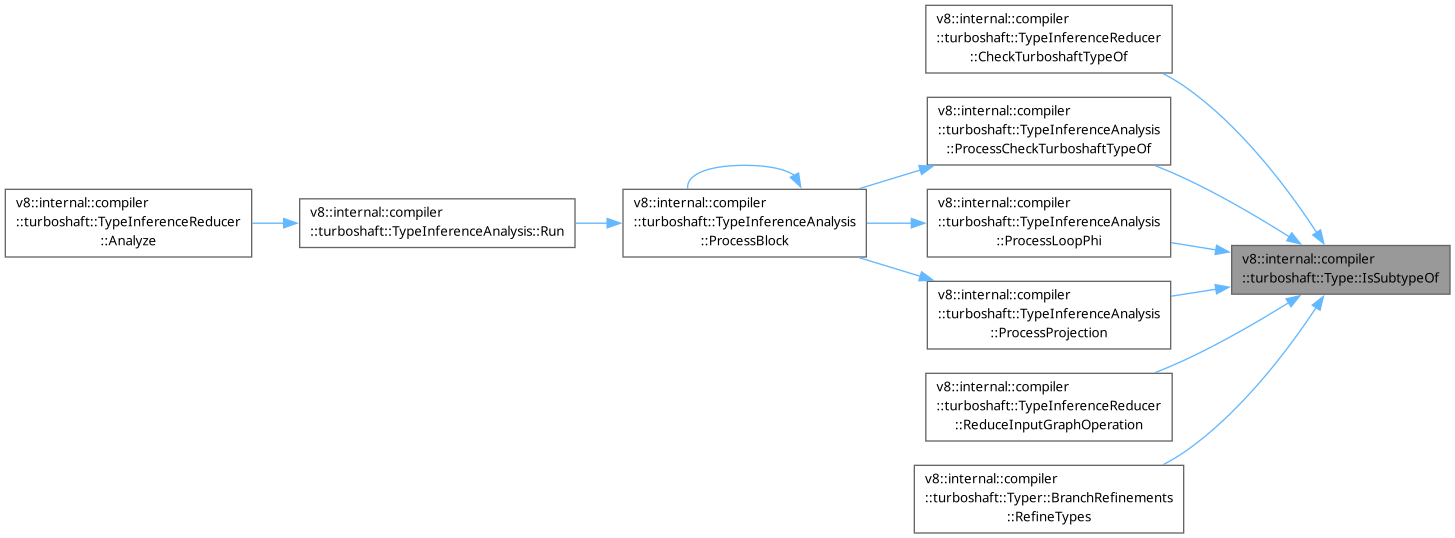 v8::internal::compiler
::turboshaft::TypeInferenceReducer
::CheckTurboshaftTypeOf
v8::internal::compiler
::turboshaft::TypeInferenceAnalysis
::ProcessCheckTurboshaftTypeOf
v8::internal::compiler
::turboshaft::TypeInferenceReducer
::Analyze
v8::internal::compiler
::turboshaft::TypeInferenceAnalysis::Run
v8::internal::compiler
::turboshaft::TypeInferenceAnalysis
::ProcessBlock
v8::internal::compiler
::turboshaft::TypeInferenceAnalysis
::ProcessLoopPhi
v8::internal::compiler
::turboshaft::Type::IsSubtypeOf
v8::internal::compiler
::turboshaft::TypeInferenceAnalysis
::ProcessProjection
v8::internal::compiler
::turboshaft::TypeInferenceReducer
::ReduceInputGraphOperation
v8::internal::compiler
::turboshaft::Typer::BranchRefinements
::RefineTypes